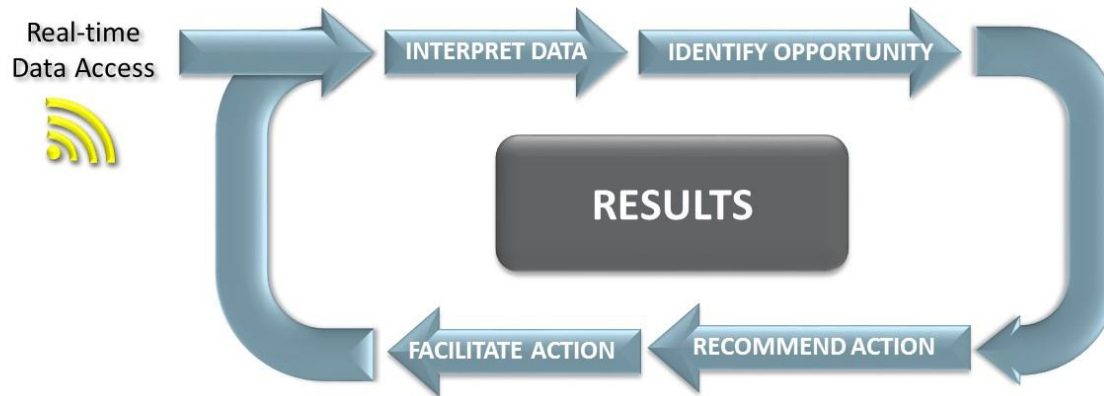 Real-time
Data Access
INTERPRET DATA
IDENTIFY OPPORTUNITY
RESULTS
RECOMMEND ACTION
FACILITATE ACTION